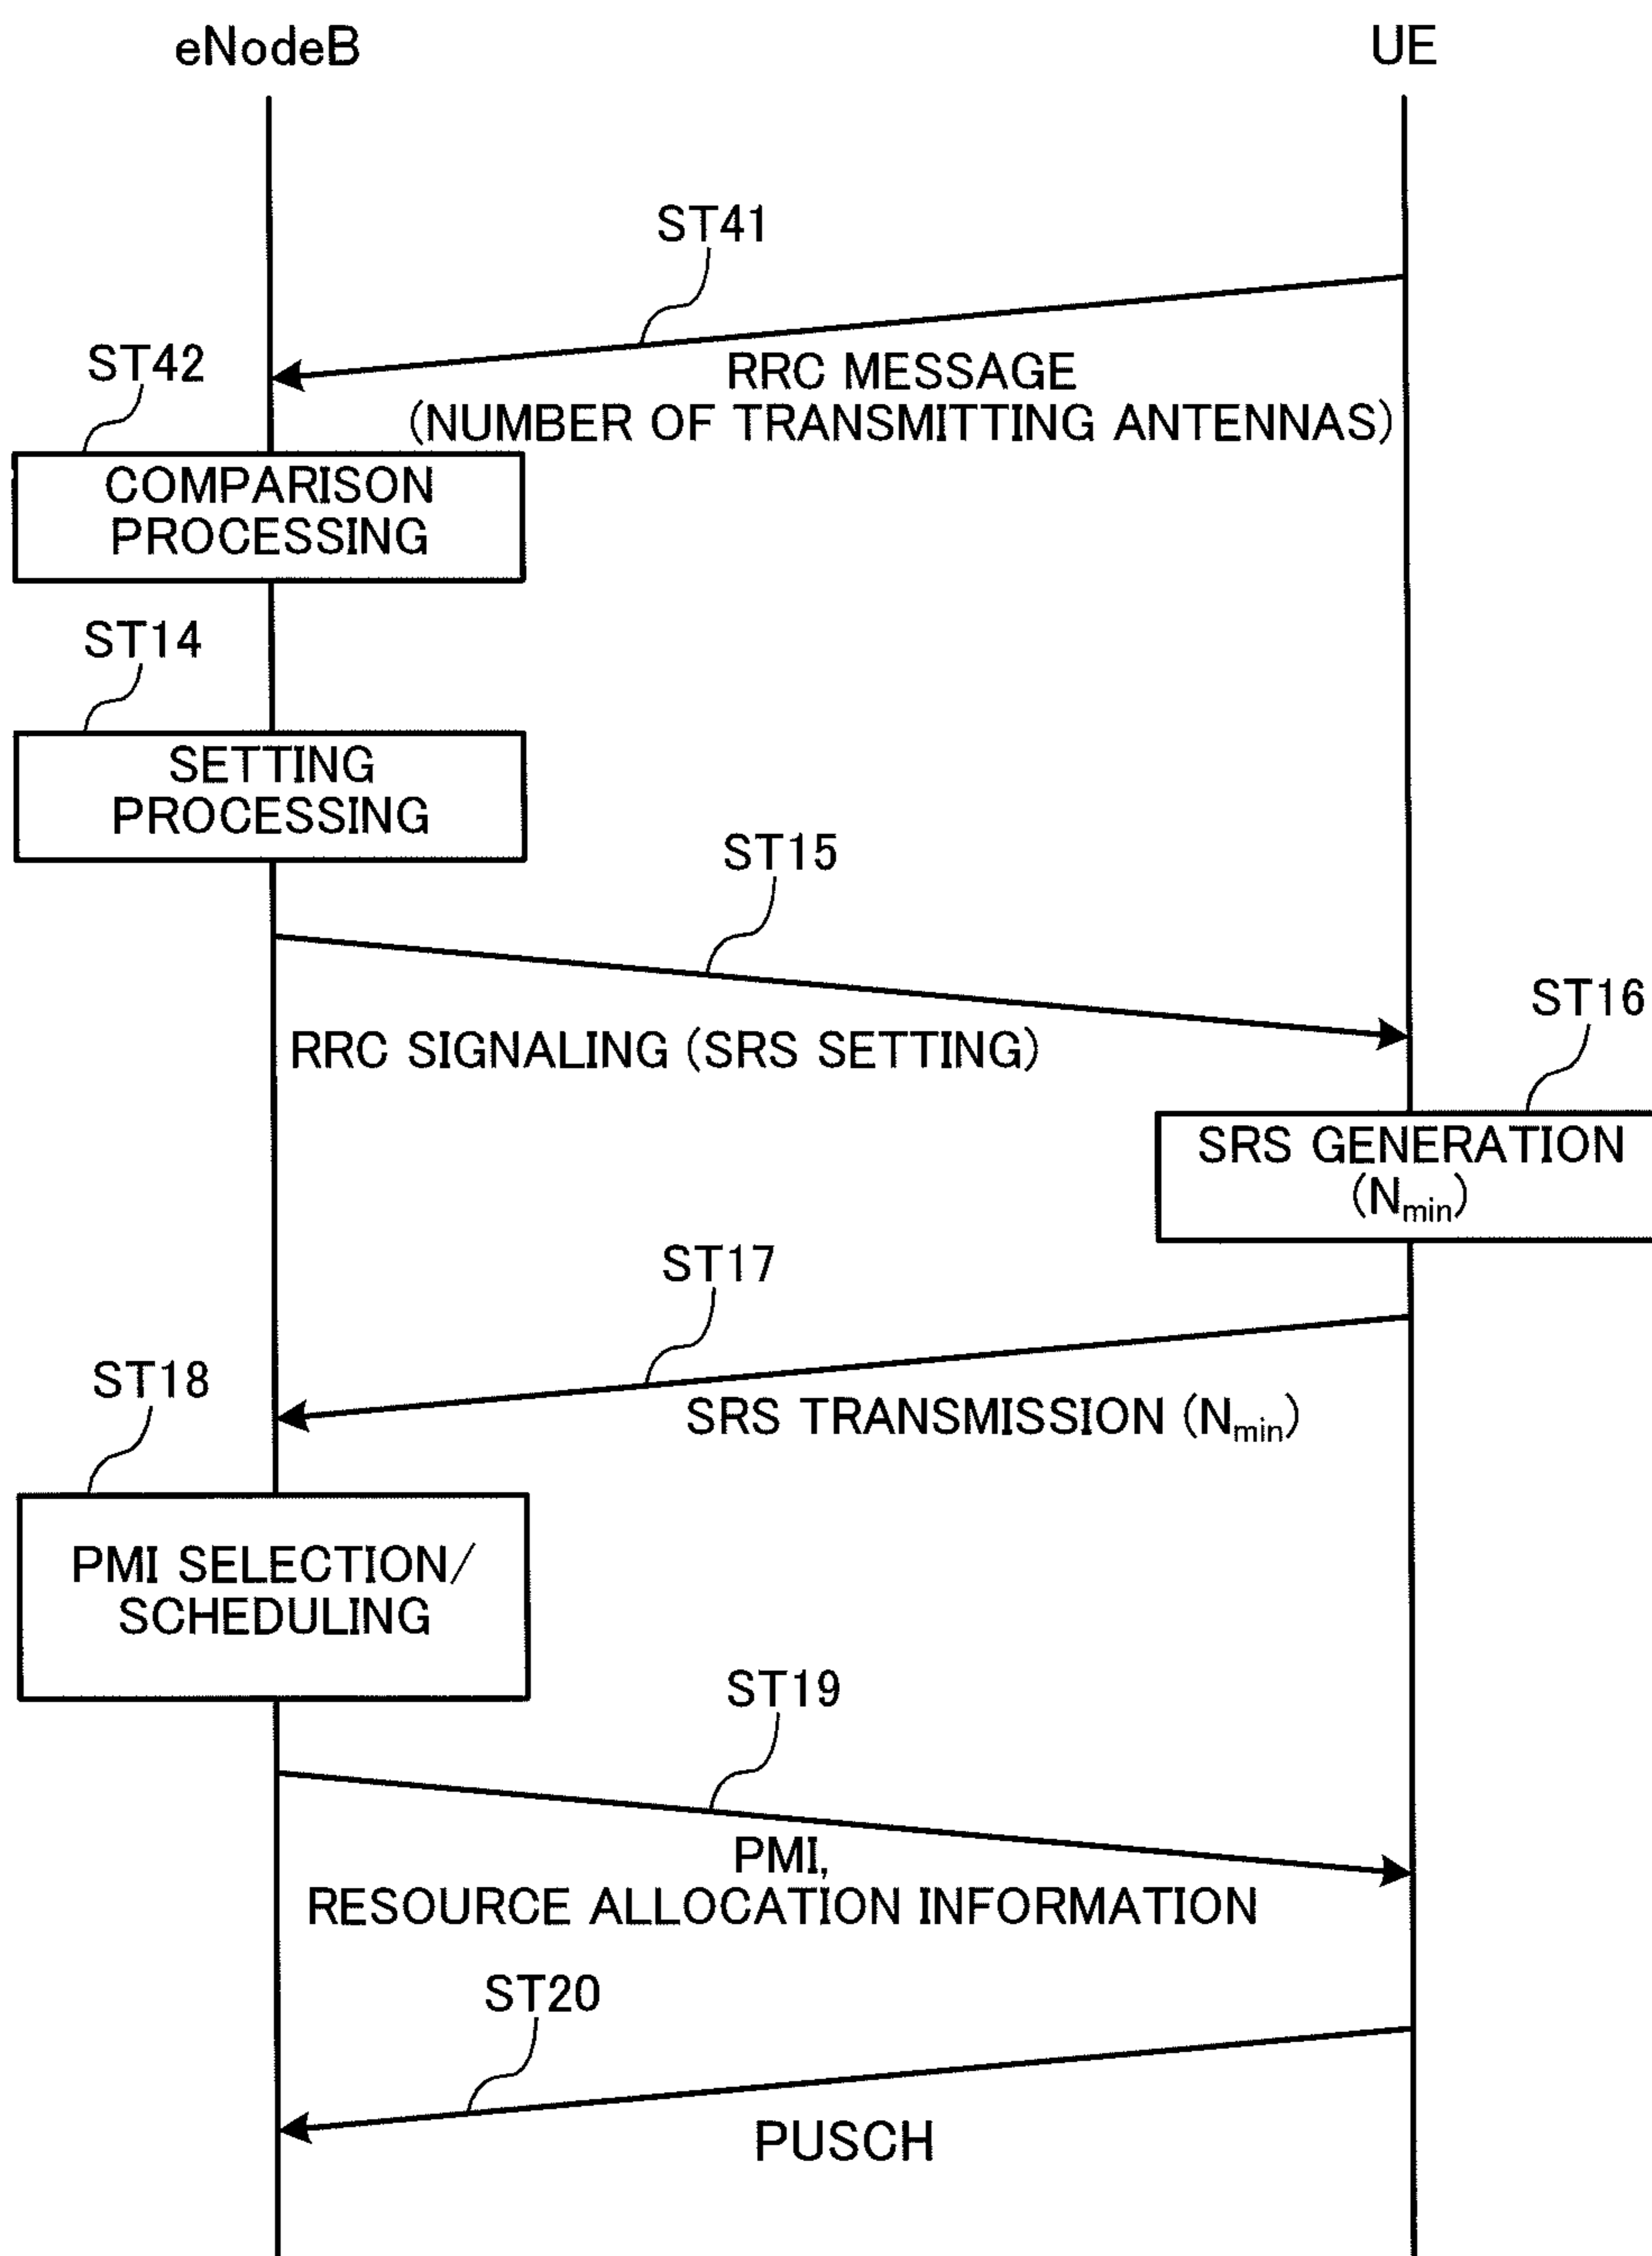 eNodeB
UE
ST41
RRC MESSAGE
(NUMBER OF TRANSMITTING ANTENNAS)
ST42
COMPARISON
PROCESSING
ST14
SETTING
PROCESSING
ST15
RRC SIGNALING (SRS SETTING)
ST16
SRS GENERATION
(Nmin)
ST17
SRS TRANSMISSION (Nmin)
ST18
PMI SELECTION/
SCHEDULING
ST19
PMI,
RESOURCE ALLOCATION INFORMATION
ST20
PUSCH